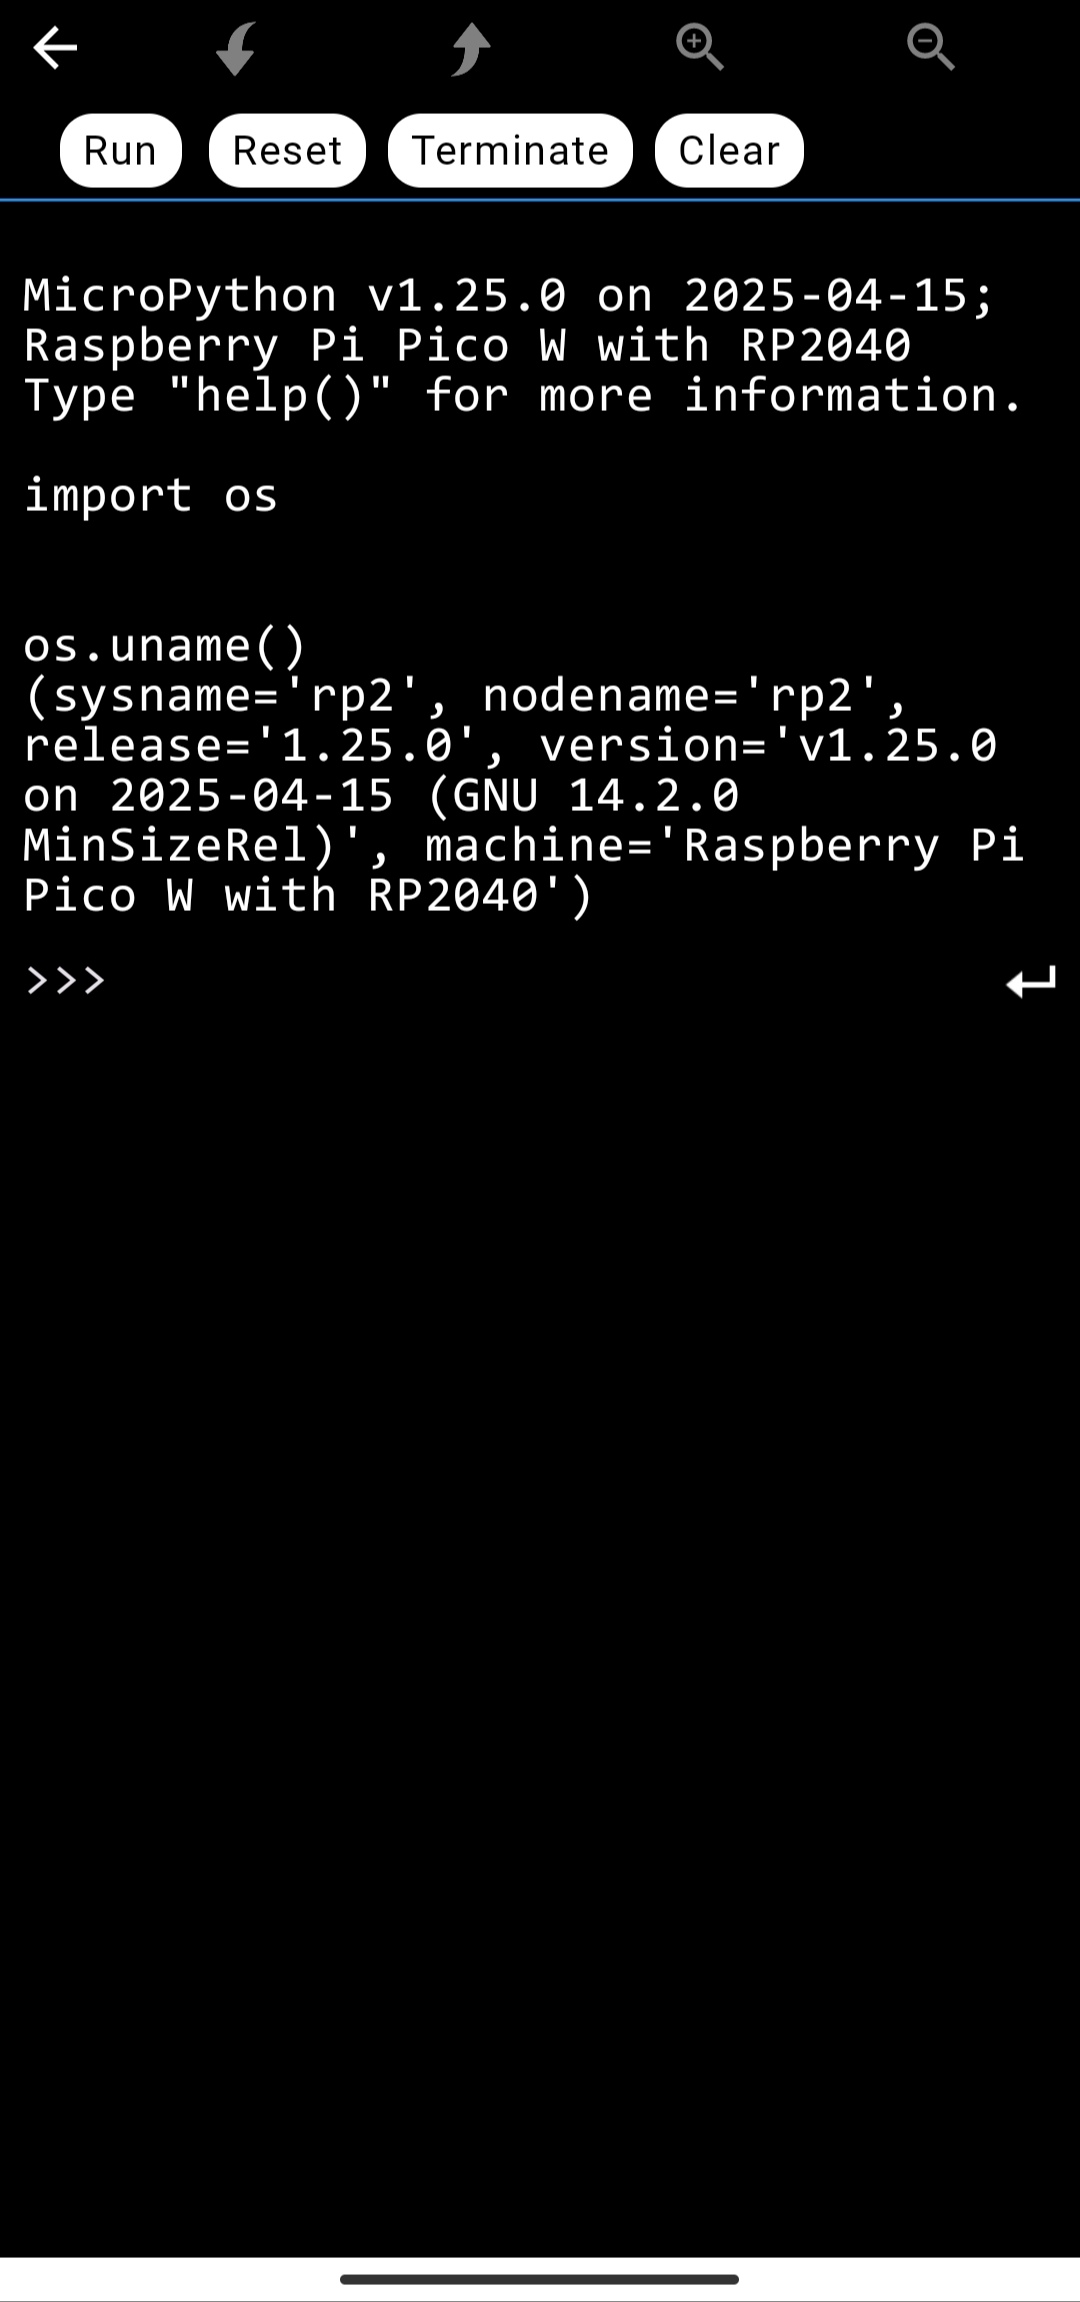 Run Reset Terminate Clear
MicroPython v1.25.0 on 2025-04-15;
Raspberry Pi Pico W with RP2040
Type "help()" for more information.
import os
os.uname()
(sysname='rp2', nodename='rp2',
release='1.25.0', version='v1.25.0
on 2025-04-15 (GNU 14.2.0
MinSizeRel)', machine='Raspberry Pi
Pico W with RP2040')
>>>